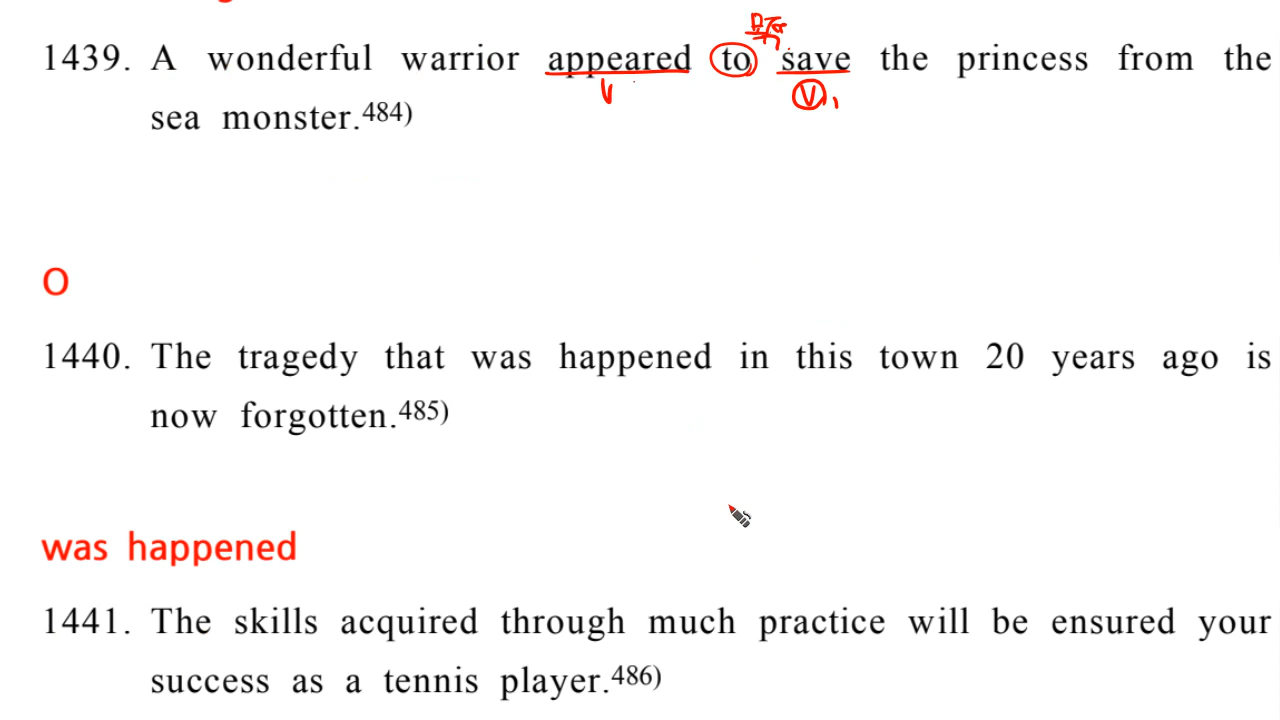 1439. A wonderful warrior appeared to save the princess from the
sea monster.484)
V
V
O
1440. The tragedy that was happened in this town 20 years ago is
now forgotten.485)
was happened
1441. The skills acquired through much practice will be ensured your
success as a tennis player.486)